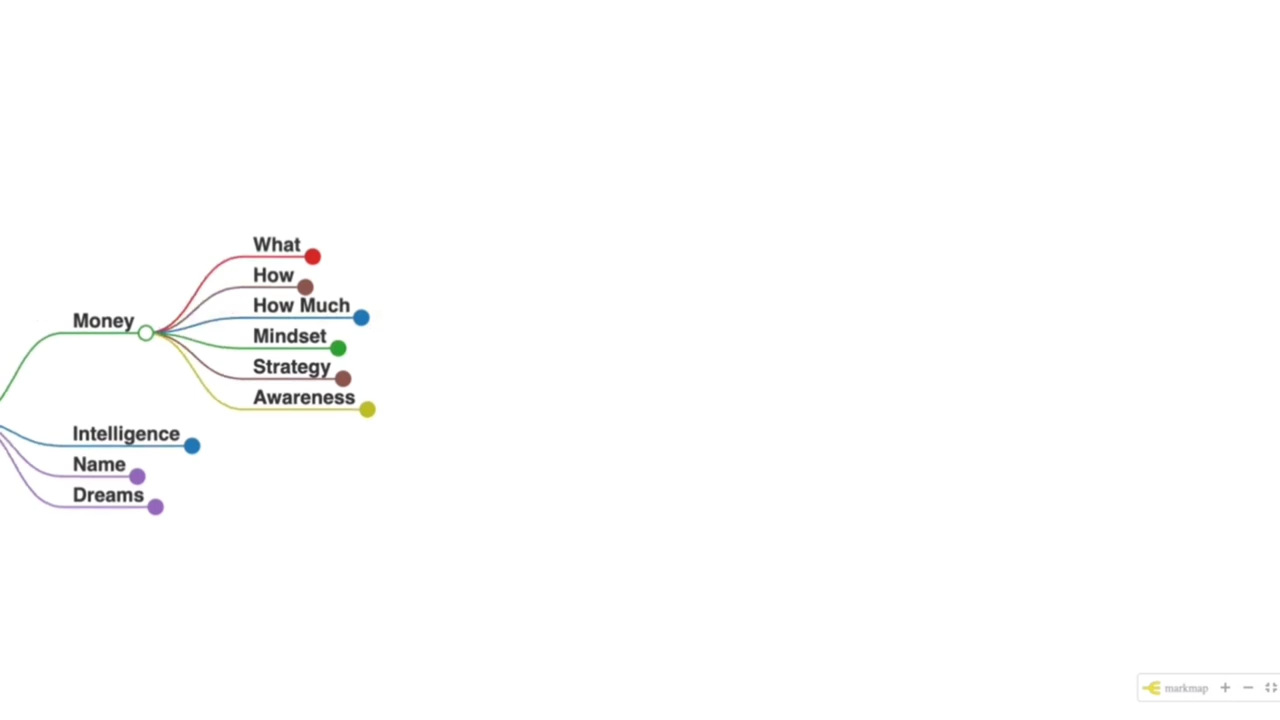 What
How
How Much
Money
Mindset
Strategy
Awareness
Intelligence
Name
Dreams
markmap + −